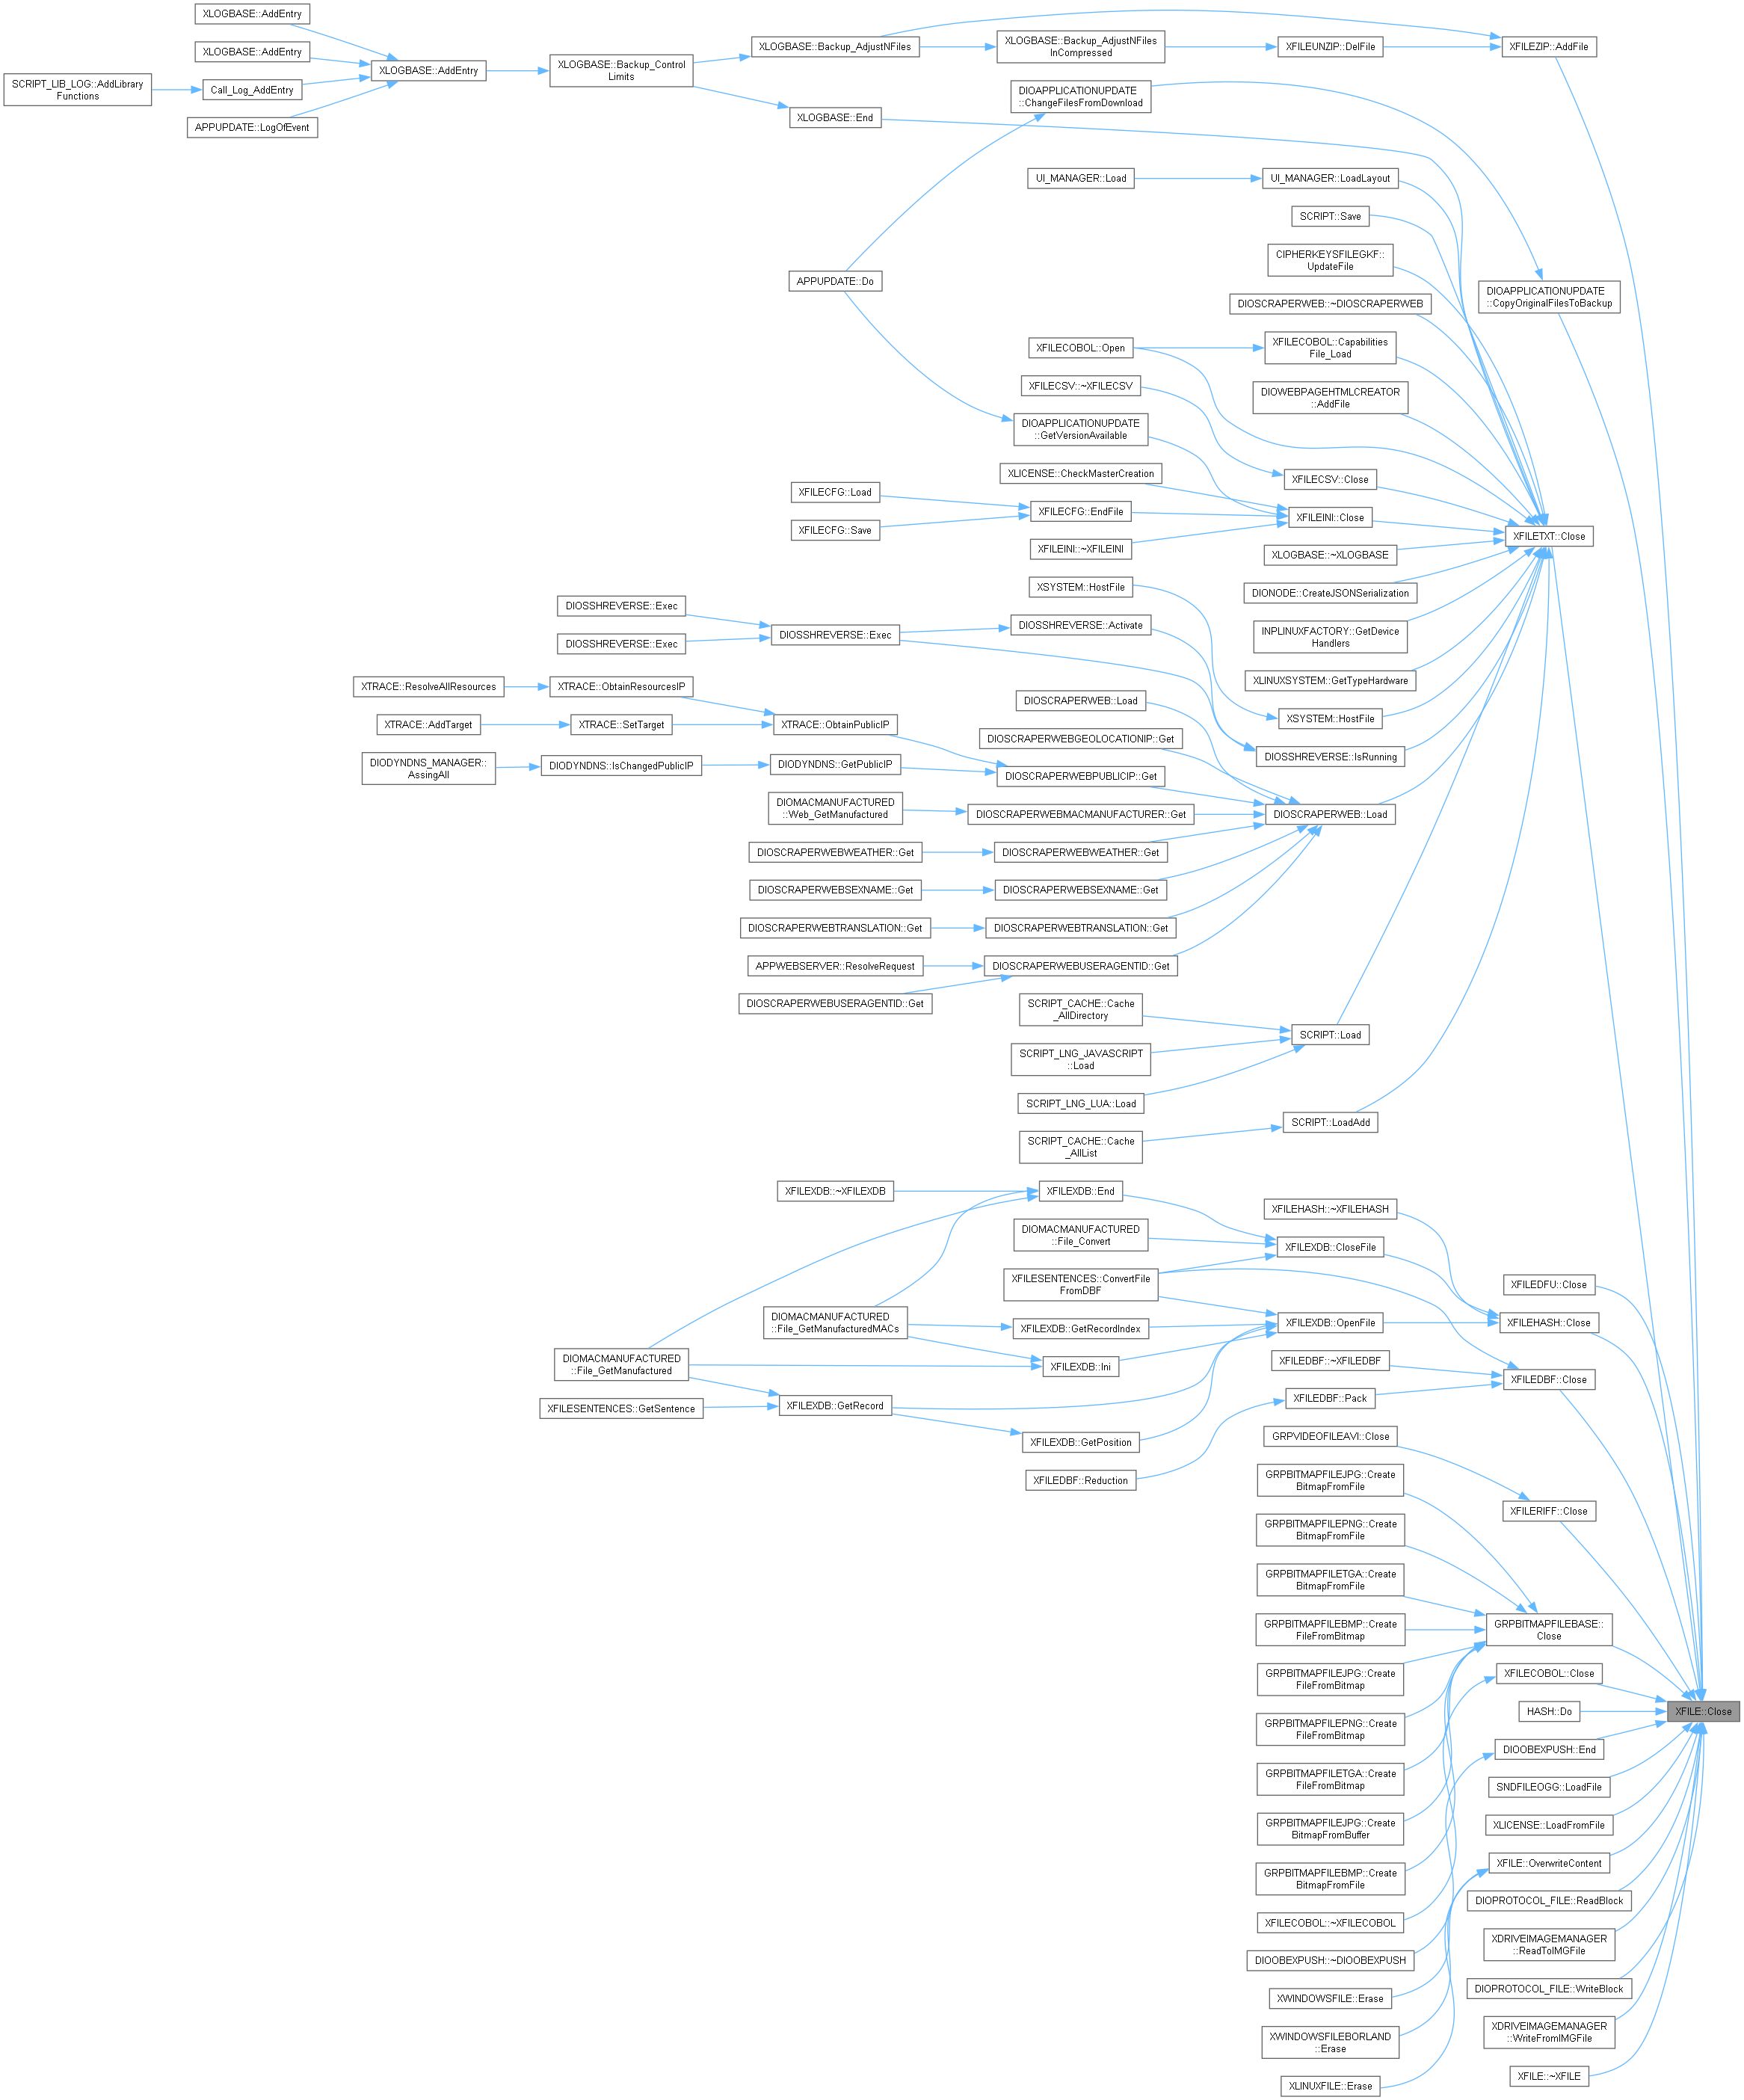 XLOGBASE::AddEntry
XLOGBASE::AddEntry
SCRIPT_LIB_LOG::AddLibrary
Functions
Call_Log_AddEntry
APPUPDATE::LogOfEvent
XLOGBASE::AddEntry
XLOGBASE::Backup_Control
Limits
XLOGBASE::Backup_AdjustNFiles
XLOGBASE::Backup_AdjustNFiles
InCompressed
XFILEUNZIP::DelFile
XFILEZIP::AddFile
XLOGBASE::End
DIOAPPLICATIONUPDATE
::ChangeFilesFromDownload
UI_MANAGER::Load
UI_MANAGER::LoadLayout
SCRIPT::Save
CIPHERKEYSFILEGKF::
UpdateFile
APPUPDATE::Do
DIOAPPLICATIONUPDATE
::CopyOriginalFilesToBackup
DIOSCRAPERWEB::~DIOSCRAPERWEB
XFILECOBOL::Open
XFILECOBOL::Capabilities
File_Load
XFILECSV::~XFILECSV
DIOWEBPAGEHTMLCREATOR
::AddFile
DIOAPPLICATIONUPDATE
::GetVersionAvailable
XLICENSE::CheckMasterCreation
XFILECSV::Close
XFILECFG::Load
XFILECFG::EndFile
XFILEINI::Close
XFILECFG::Save
XFILEINI::~XFILEINI
XFILETXT::Close
XLOGBASE::~XLOGBASE
XSYSTEM::HostFile
DIONODE::CreateJSONSerialization
DIOSSHREVERSE::Exec
DIOSSHREVERSE::Exec
DIOSSHREVERSE::Exec
DIOSSHREVERSE::Activate
INPLINUXFACTORY::GetDevice
Handlers
XLINUXSYSTEM::GetTypeHardware
XTRACE::ResolveAllResources
XTRACE::ObtainResourcesIP
DIOSCRAPERWEB::Load
XSYSTEM::HostFile
XTRACE::AddTarget
XTRACE::SetTarget
XTRACE::ObtainPublicIP
DIOSCRAPERWEBGEOLOCATIONIP::Get
DIOSSHREVERSE::IsRunning
DIODYNDNS_MANAGER::
AssingAll
DIODYNDNS::IsChangedPublicIP
DIODYNDNS::GetPublicIP
DIOSCRAPERWEBPUBLICIP::Get
DIOMACMANUFACTURED
::Web_GetManufactured
DIOSCRAPERWEBMACMANUFACTURER::Get
DIOSCRAPERWEB::Load
DIOSCRAPERWEBWEATHER::Get
DIOSCRAPERWEBWEATHER::Get
DIOSCRAPERWEBSEXNAME::Get
DIOSCRAPERWEBSEXNAME::Get
DIOSCRAPERWEBTRANSLATION::Get
DIOSCRAPERWEBTRANSLATION::Get
APPWEBSERVER::ResolveRequest
DIOSCRAPERWEBUSERAGENTID::Get
DIOSCRAPERWEBUSERAGENTID::Get
SCRIPT_CACHE::Cache
_AllDirectory
SCRIPT::Load
SCRIPT_LNG_JAVASCRIPT
::Load
SCRIPT_LNG_LUA::Load
SCRIPT::LoadAdd
SCRIPT_CACHE::Cache
_AllList
XFILEXDB::~XFILEXDB
XFILEXDB::End
XFILEHASH::~XFILEHASH
DIOMACMANUFACTURED
::File_Convert
XFILEXDB::CloseFile
XFILESENTENCES::ConvertFile
FromDBF
XFILEDFU::Close
DIOMACMANUFACTURED
::File_GetManufacturedMACs
XFILEXDB::GetRecordIndex
XFILEXDB::OpenFile
XFILEHASH::Close
DIOMACMANUFACTURED
::File_GetManufactured
XFILEXDB::Ini
XFILEDBF::~XFILEDBF
XFILEDBF::Close
XFILESENTENCES::GetSentence
XFILEXDB::GetRecord
XFILEDBF::Pack
XFILEXDB::GetPosition
GRPVIDEOFILEAVI::Close
XFILEDBF::Reduction
GRPBITMAPFILEJPG::Create
BitmapFromFile
XFILERIFF::Close
GRPBITMAPFILEPNG::Create
BitmapFromFile
GRPBITMAPFILETGA::Create
BitmapFromFile
GRPBITMAPFILEBMP::Create
FileFromBitmap
GRPBITMAPFILEBASE::
Close
GRPBITMAPFILEJPG::Create
FileFromBitmap
XFILECOBOL::Close
GRPBITMAPFILEPNG::Create
FileFromBitmap
HASH::Do
XFILE::Close
DIOOBEXPUSH::End
GRPBITMAPFILETGA::Create
FileFromBitmap
SNDFILEOGG::LoadFile
GRPBITMAPFILEJPG::Create
BitmapFromBuffer
XLICENSE::LoadFromFile
GRPBITMAPFILEBMP::Create
BitmapFromFile
XFILE::OverwriteContent
DIOPROTOCOL_FILE::ReadBlock
XFILECOBOL::~XFILECOBOL
XDRIVEIMAGEMANAGER
::ReadToIMGFile
DIOOBEXPUSH::~DIOOBEXPUSH
DIOPROTOCOL_FILE::WriteBlock
XWINDOWSFILE::Erase
XDRIVEIMAGEMANAGER
::WriteFromIMGFile
XWINDOWSFILEBORLAND
::Erase
XFILE::~XFILE
XLINUXFILE::Erase